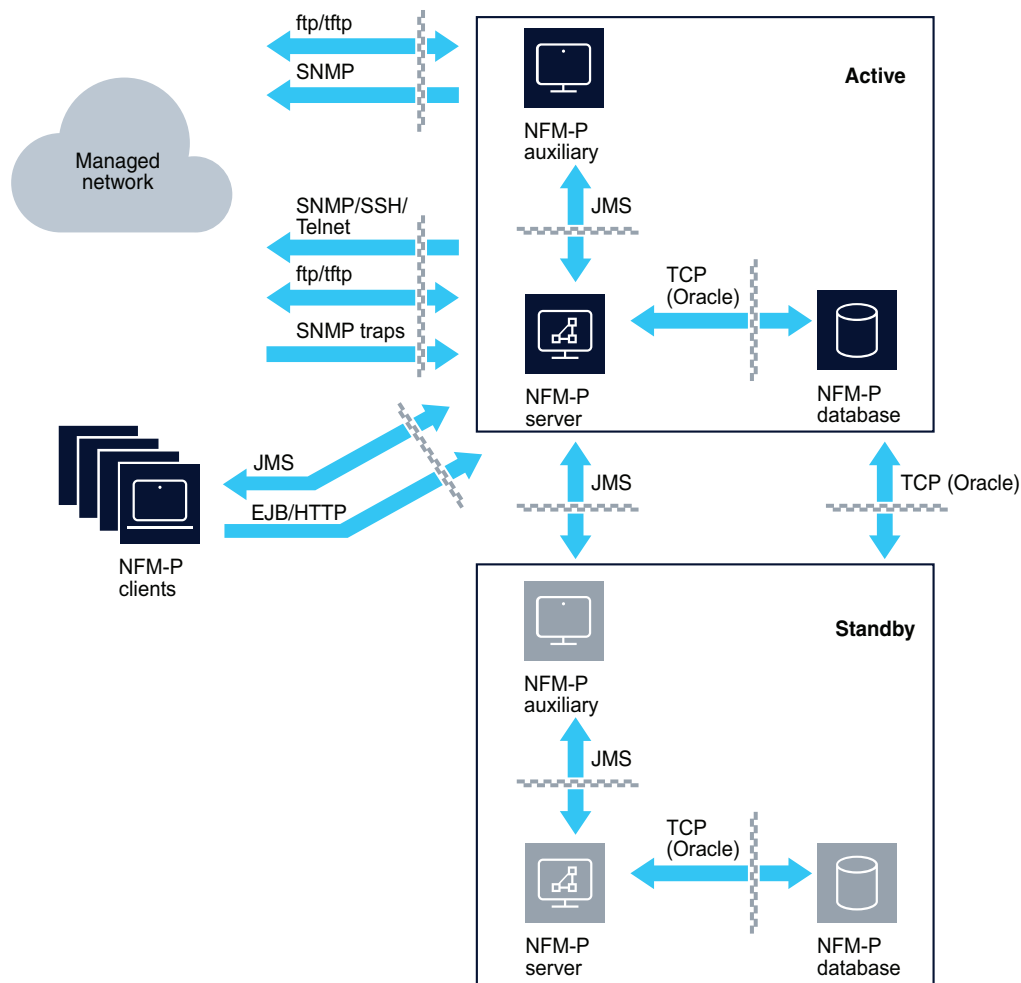 ftp/tftp
SNMP
Active
Managed
network
NFM-P
auxiliary
JMS
SNMP/SSH/
Telnet
ftp/tftp
SNMP traps
TCP
(Oracle)
NFM-P
server
NFM-P
database
JMS
EJB/HTTP
NFM-P
clients
JMS
TCP (Oracle)
Standby
NFM-P
auxiliary
JMS
TCP
(Oracle)
NFM-P
server
NFM-P
database